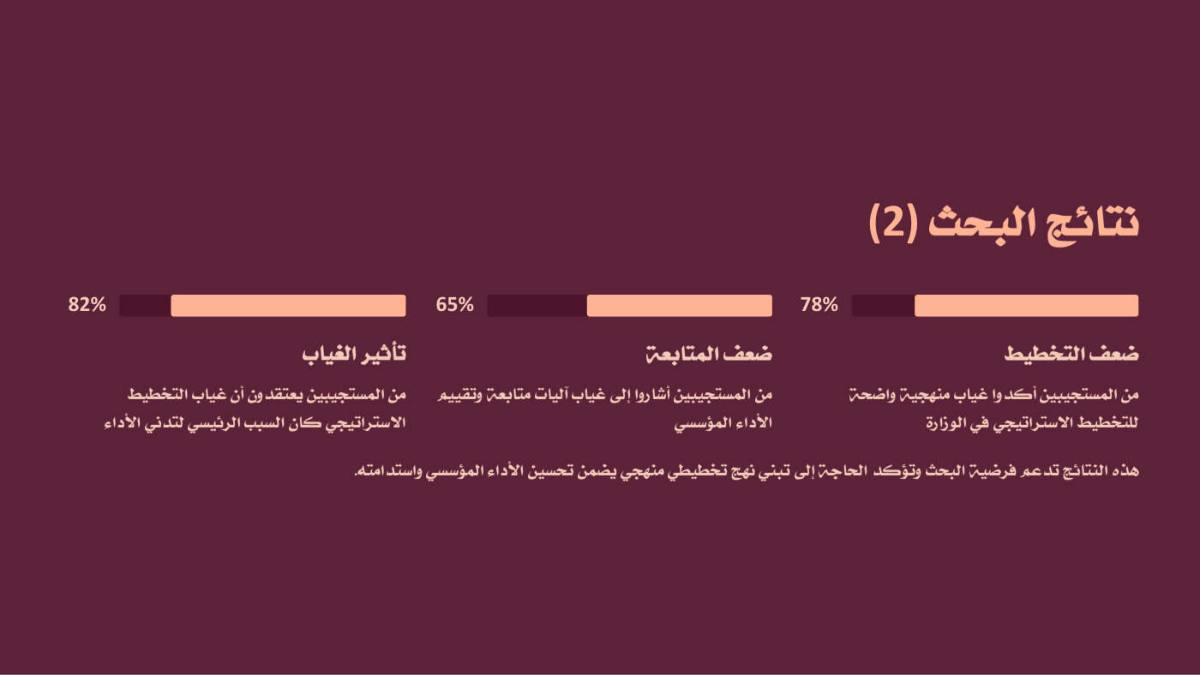 نتائج البحث (2)
78%
ضعف التخطيط
من المستجيبين أكدوا غياب منهجية واضحة
للتخطيط الاستراتيجي في الوزارة
65%
ضعف المتابعة
من المستجيبين أشاروا إلى غياب آليات متابعة وتقييم
الأداء المؤسسي
82%
تأثير الغياب
من المستجيبين يعتقدون أن غياب التخطيط
الاستراتيجي كان السبب الرئيسي لتدني الأداء
هذه النتائج تدعم فرضية البحث وتؤكد الحاجة إلى تبني نهج تخطيطي منهجي يضمن تحسين الأداء المؤسسي واستدامته.